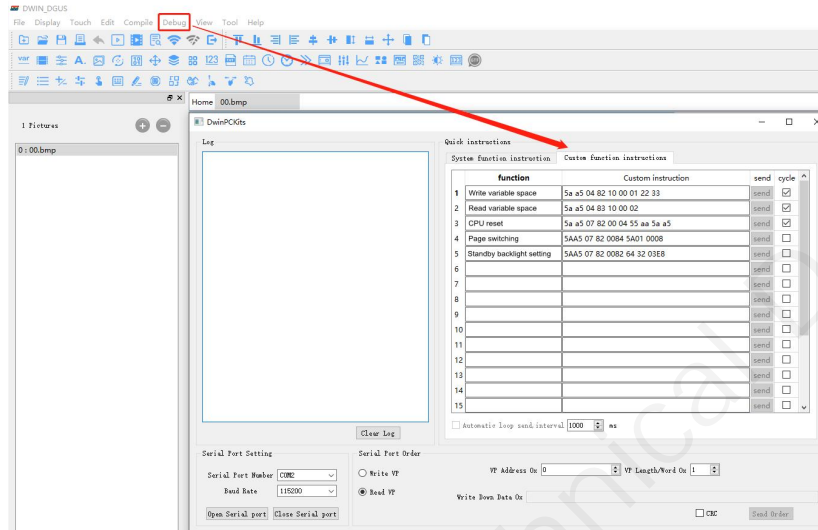 DWIN_DGUS
File Display Touch Edit Compile Debug View Tool Help
Home 00.bmp
1 Pictures
0 : 00.bmp
DwinPCKits
Log
Quick instructions
System function instruction Custom function instructions
function Custom instruction send cycle
1 Write variable space 5a a5 04 82 10 00 01 22 33 send
2 Read variable space 5a a5 04 83 10 00 02 send
3 CPU reset 5a a5 07 82 00 04 55 aa 5a a5 send
4 Page switching 5AA5 07 82 0084 5A01 0008 send
5 Standby backlight setting 5AA5 07 82 0082 64 32 03E8 send
6 send
7 send
8 send
9 send
10 send
11 send
12 send
13 send
14 send
15 send
Automatic loop send,interval 1000 ms
Clear Log
Serial Port Setting
Serial Port Number COM2
Baud Rate 115200
Open Serial port Close Serial port
Serial Port Order
Write VP
Read VP
VP Address 0x 0 VP Length/Word 0x 1
Write Down Data 0x
CRC Send Order